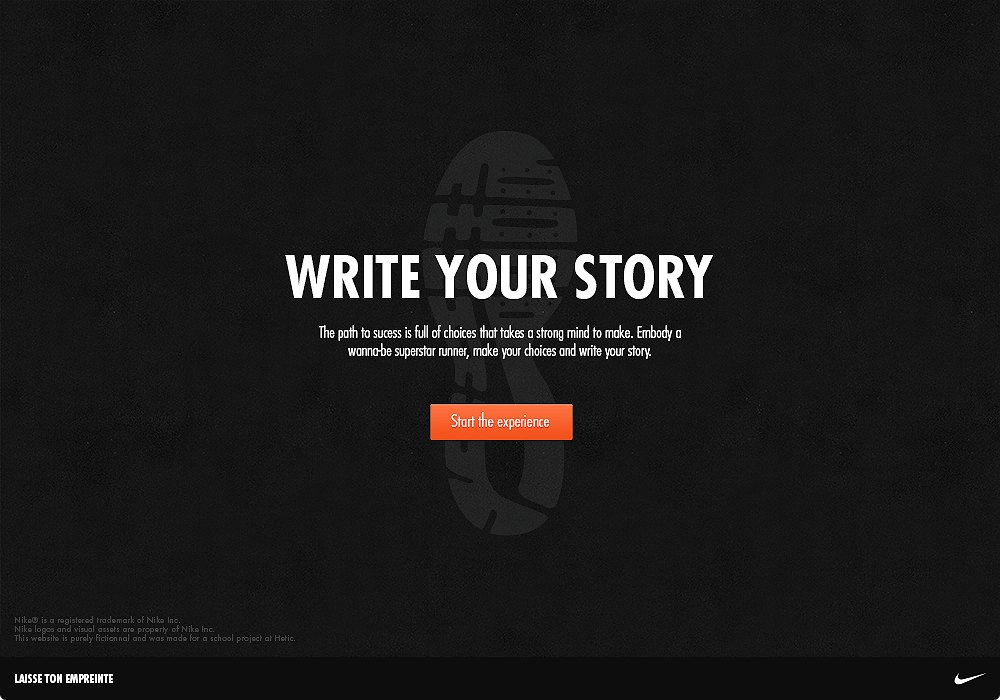 WRITE YOUR STORY
The path to sucess is full of choices that takes a strong mind to make. Embody a
wanna-be superstar runner, make your choices and write your story.
Start the experience
Nike® is a registered trademark of Nike Inc.
Nike logos and visual assets are property of Nike Inc.
This website is purely fictionnal and was made for a school project at Hetic.
LAISSE TON EMPREINTE